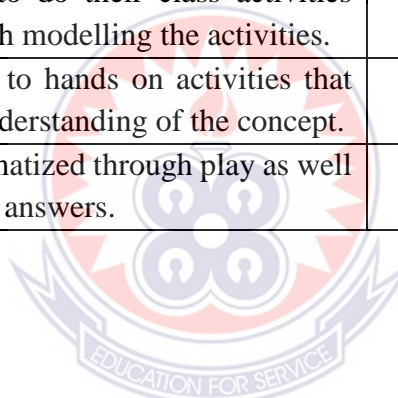 to do their class activities
h modelling the activities.
to hands on activities that
derstanding of the concept.
natized through play as well
answers.
EDUCATION FOR SERVICE